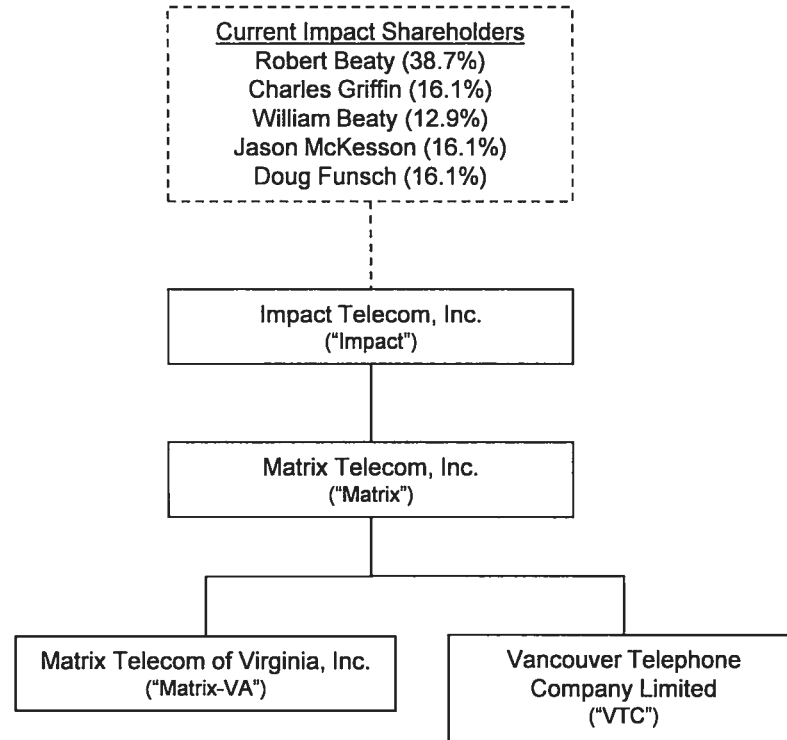 Current Impact Shareholders
Robert Beaty (38.7%)
Charles Griffin (16.1%)
William Beaty (12.9%)
Jason McKesson (16.1%)
Doug Funsch (16.1%)
Impact Telecom, Inc.
(“Impact”)
Matrix Telecom, Inc.
(“Matrix”)
Matrix Telecom of Virginia, Inc.
(“Matrix-VA”)
Vancouver Telephone
Company Limited
(“VTC”)